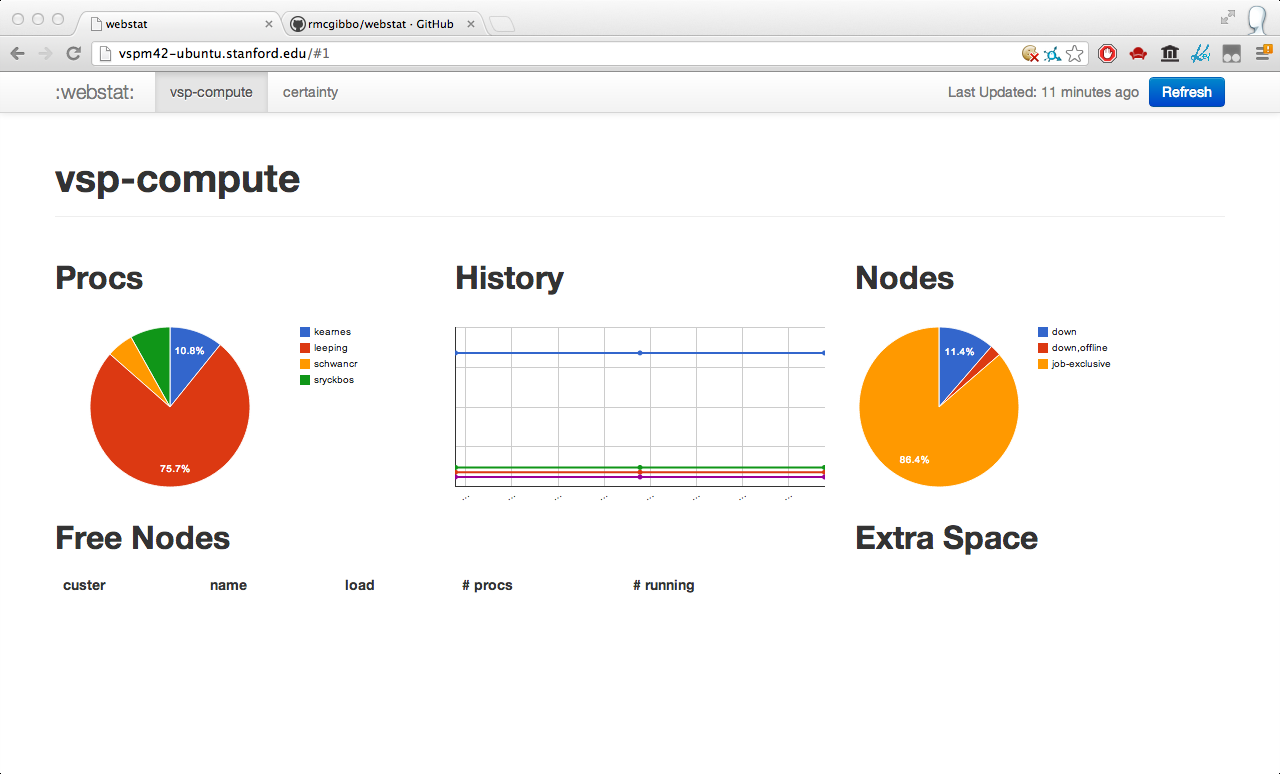 webstat
rmcgibbo/webstat · GitHub
vspm42-ubuntu.stanford.edu/#1
:webstat:
vsp-compute
certainty
Last Updated: 11 minutes ago
Refresh
vsp-compute
Procs
10.8%
75.7%
kearnes
leeping
schwancr
sryckbos
History
Nodes
11.4%
86.4%
down
down,offline
job-exclusive
Free Nodes
custer name load # procs # running
Extra Space